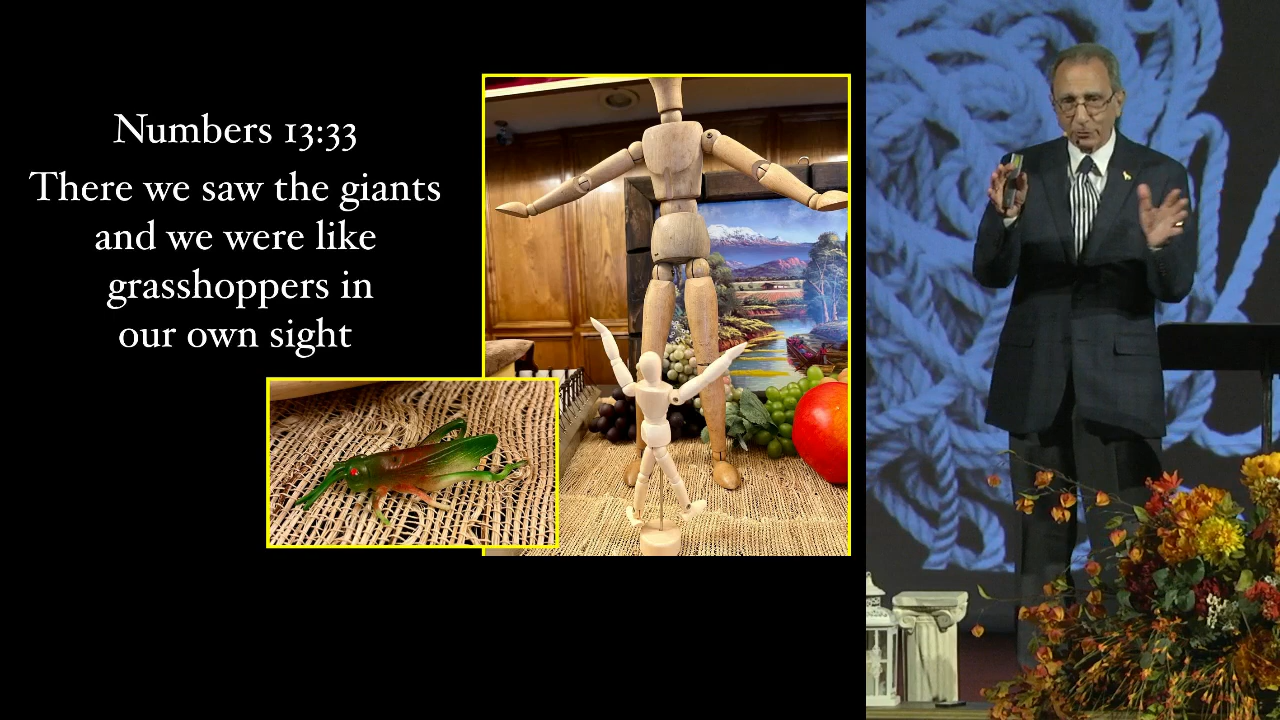 Numbers 13:33
There we saw the giants
and we were like
grasshoppers in
our own sight